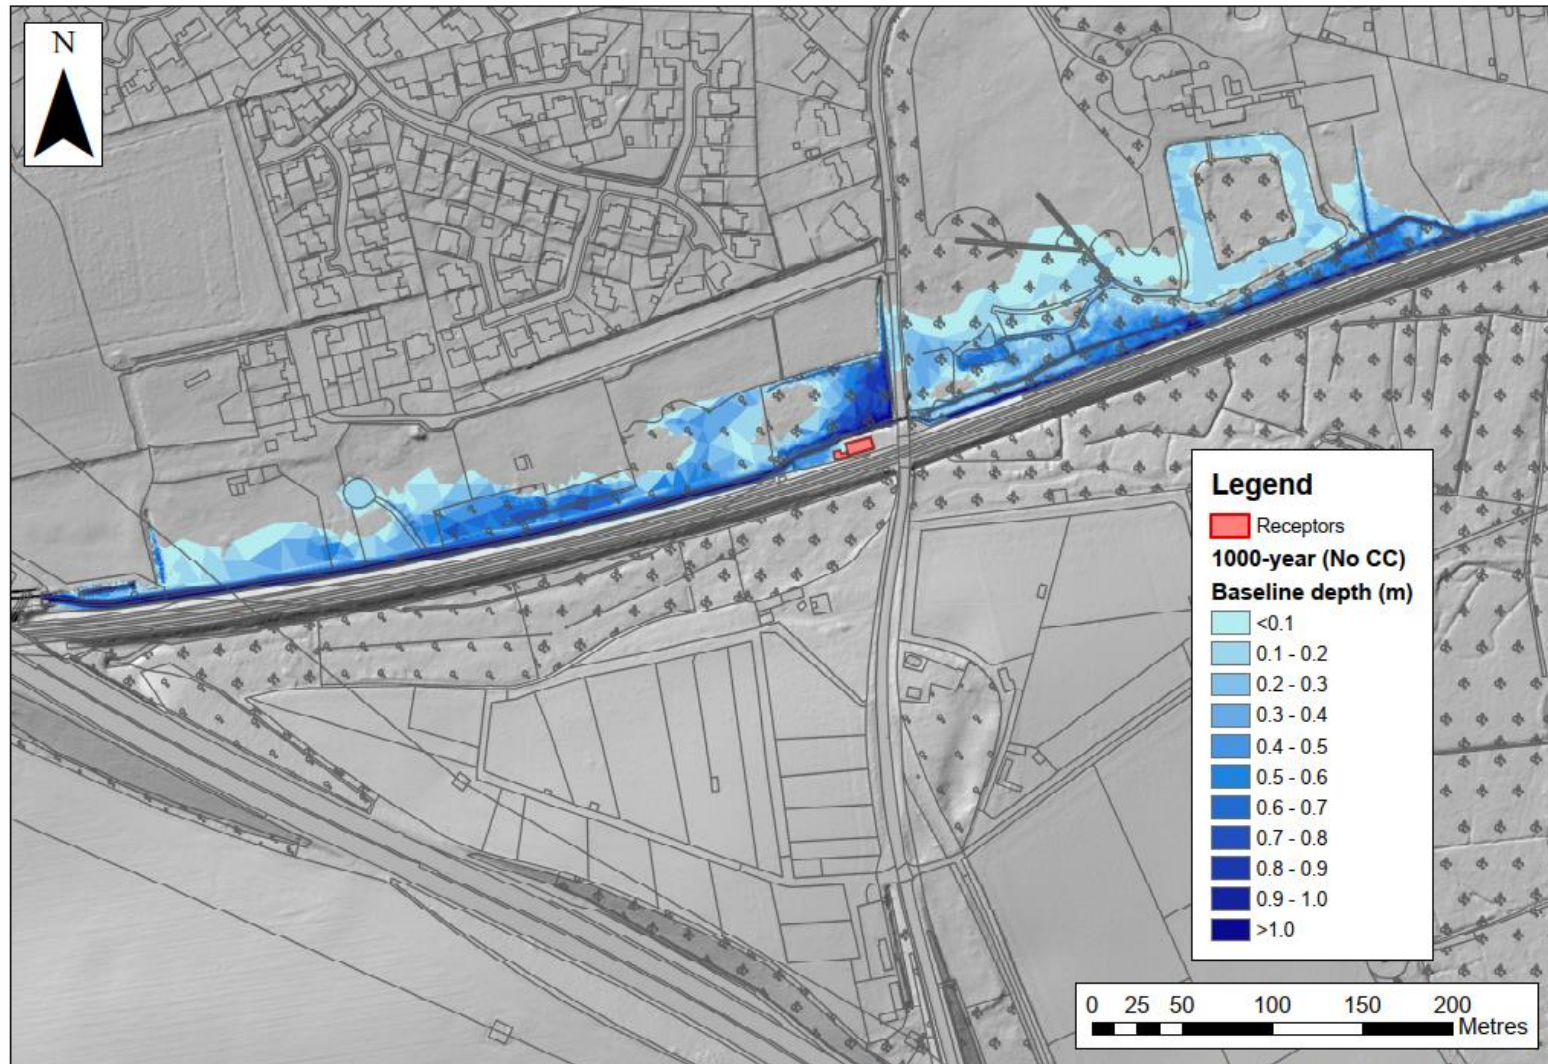 N
Legend
Receptors
1000-year (No CC)
Baseline depth (m)
<0.1
0.1 - 0.2
0.2 - 0.3
0.3 - 0.4
0.4 - 0.5
0.5 - 0.6
0.6 - 0.7
0.7 - 0.8
0.8 - 0.9
0.9 - 1.0
>1.0
0 25 50 100 150 200
Metres